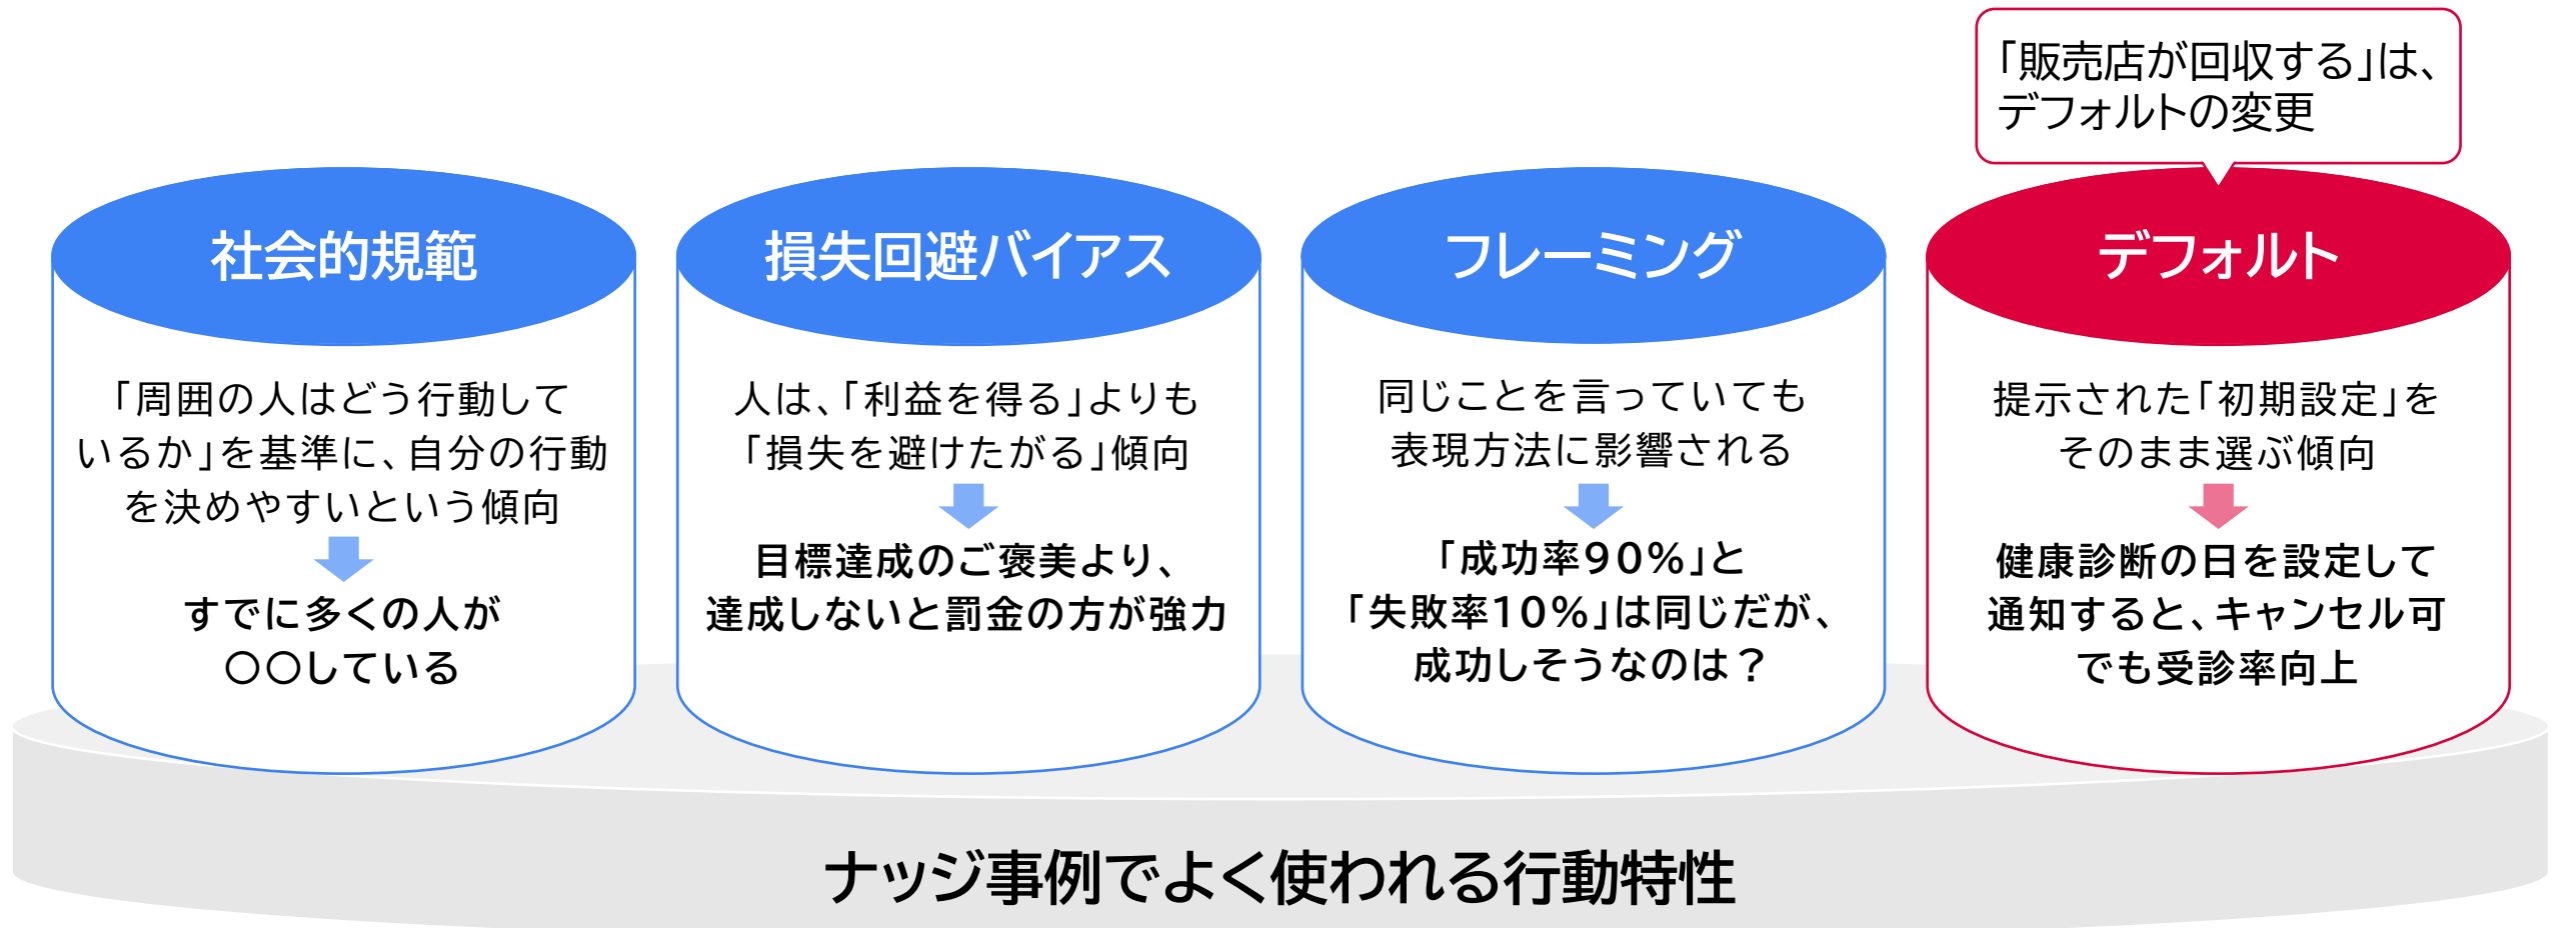 「販売店が回収する」は、
デフォルトの変更
社会的規範
「周囲の人はどう行動して
いるか」を基準に、自分の行動
を決めやすいという傾向
すでに多くの人が
〇〇している
損失回避バイアス
人は、「利益を得る」よりも
「損失を避けたがる」傾向
目標達成のご褒美より、
達成しないと罰金の方が強力
フレーミング
同じことを言っていても
表現方法に影響される
「成功率90%」と
「失敗率10%」は同じだが、
成功しそうなのは？
デフォルト
提示された「初期設定」を
そのまま選ぶ傾向
健康診断の日を設定して
通知すると、キャンセル可
でも受診率向上
ナッジ事例でよく使われる行動特性